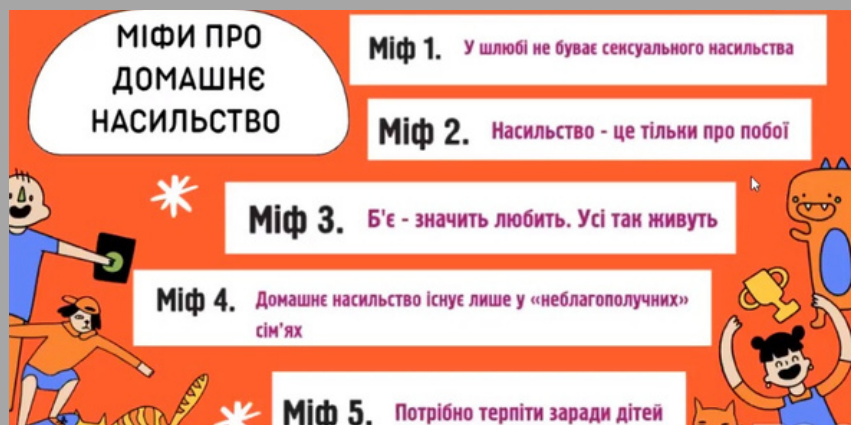 МІФИ ПРО
ДОМАШНЄ
НАСИЛЬСТВО
Міф 1. У шлюбі не буває сексуального насильства
Міф 2. Насильство - це тільки про побої
Міф 3. Б'є - значить любить. Усі так живуть
Міф 4. Домашнє насильство існує лише у «неблагополучних»
сім'ях
Міф 5. Потрібно терпіти заради дітей